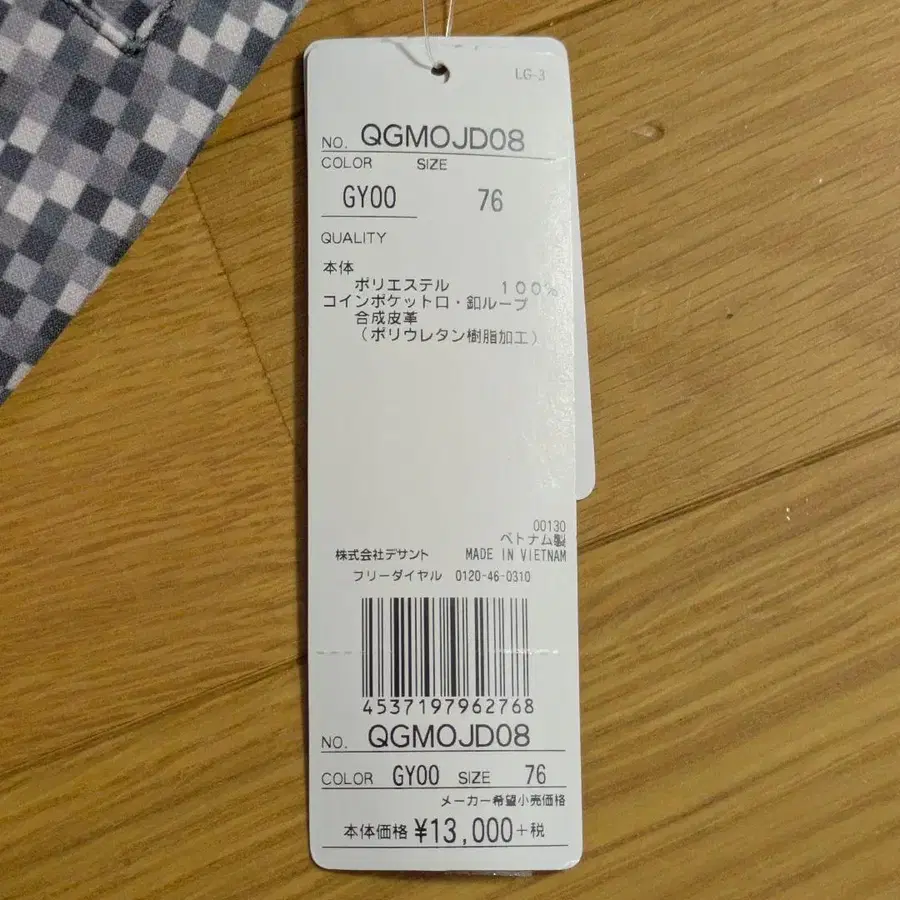 LG-3
NO. QGMOJD08
COLOR SIZE
GY00 76
QUALITY
本体
ポリエステル 100%
コインポケット口・釦ループ
合成皮革
(ポリウレタン樹脂加工)
00130
ベトナム製
株式会社デサント MADE IN VIETNAM
フリーダイヤル 0120-46-0310
4537197962768
NO. QGMOJD08
COLOR GY00 SIZE 76
メーカー希望小売価格
本体価格 ¥13,000+税